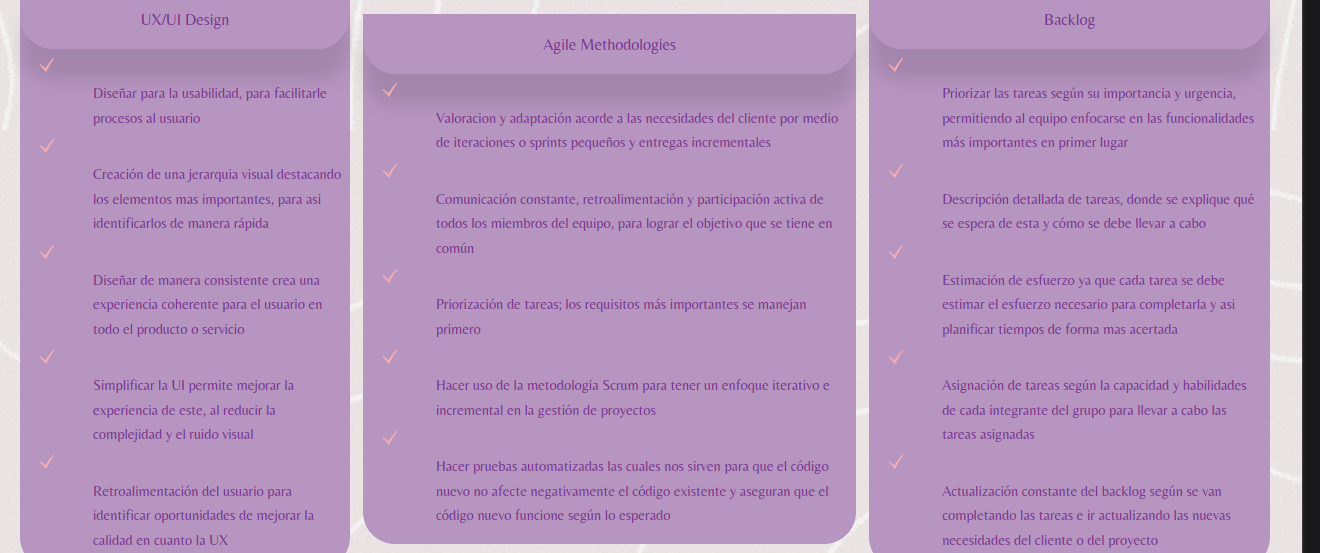 UX/UI Design
Diseñar para la usabilidad, para facilitarle
procesos al usuario
Creación de una jerarquia visual destacando
los elementos mas importantes, para asi
identificarlos de manera rápida
Diseñar de manera consistente crea una
experiencia coherente para el usuario en
todo el producto o servicio
Simplificar la UI permite mejorar la
experiencia de este, al reducir la
complejidad y el ruido visual
Retroalimentación del usuario para
identificar oportunidades de mejorar la
calidad en cuanto la UX
Agile Methodologies
Valoracion y adaptación acorde a las necesidades del cliente por medio
de iteraciones o sprints pequeños y entregas incrementales
Comunicación constante, retroalimentación y participación activa de
todos los miembros del equipo, para lograr el objetivo que se tiene en
común
Priorización de tareas; los requisitos más importantes se manejan
primero
Hacer uso de la metodología Scrum para tener un enfoque iterativo e
incremental en la gestión de proyectos
Hacer pruebas automatizadas las cuales nos sirven para que el código
nuevo no afecte negativamente el código existente y aseguran que el
código nuevo funcione según lo esperado
Backlog
Priorizar las tareas según su importancia y urgencia,
permitiendo al equipo enfocarse en las funcionalidades
más importantes en primer lugar
Descripción detallada de tareas, donde se explique qué
se espera de esta y cómo se debe llevar a cabo
Estimación de esfuerzo ya que cada tarea se debe
estimar el esfuerzo necesario para completarla y asi
planificar tiempos de forma mas acertada
Asignación de tareas según la capacidad y habilidades
de cada integrante del grupo para llevar a cabo las
tareas asignadas
Actualización constante del backlog según se van
completando las tareas e ir actualizando las nuevas
necesidades del cliente o del proyecto